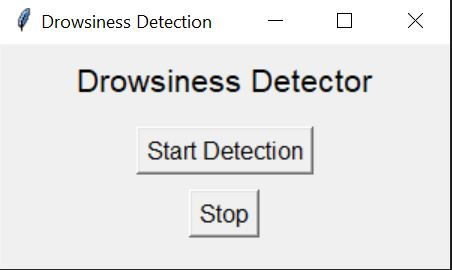 Drowsiness Detection
Drowsiness Detector
Start Detection
Stop